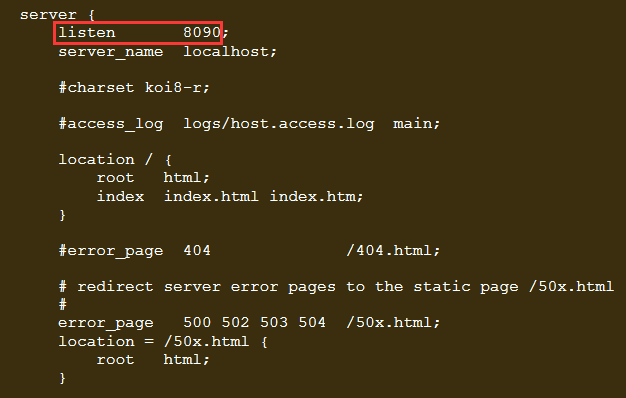 server {
listen 8090;
server_name localhost;
#charset koi8-r;
#access_log logs/host.access.log main;
location / {
root html;
index index.html index.htm;
}
#error_page 404 /404.html;
# redirect server error pages to the static page /50x.html
#
error_page 500 502 503 504 /50x.html;
location = /50x.html {
root html;
}